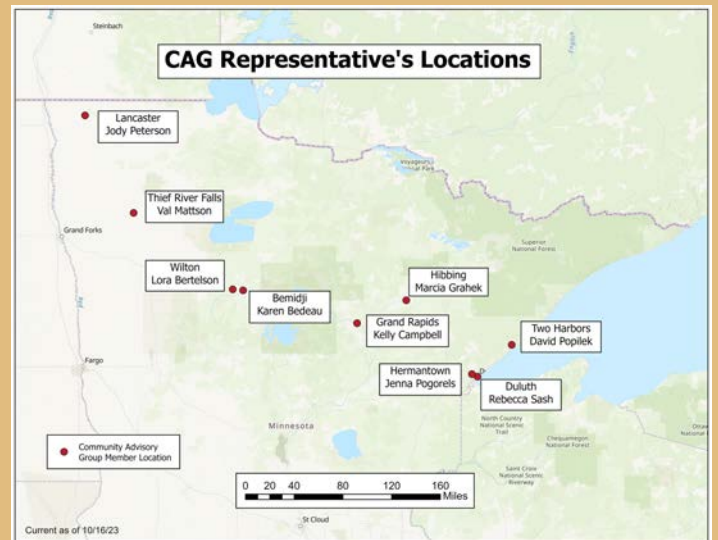 Steinbach
CAG Representative's Locations
Lancaster
Jody Peterson
Thief River Falls
Val Mattson
Grand Forks
Wilton
Lora Bertelson
Bemidji
Karen Bedeau
Hibbing
Marcia Grahek
Grand Rapids
Kelly Campbell
Superior
National Forest
Two Harbors
David Popilek
Fargo
Hermantown
Jenna Pogorels
Duluth
Rebecca Sash
North Country
National Scenic
Trail
Minnesota
Chequamegon
National Forest
Saint Croix
National Scenic
Riverway
Community Advisory
Group Member Location
0 20 40 80 120 160
Miles
St Cloud
Current as of 10/16/23